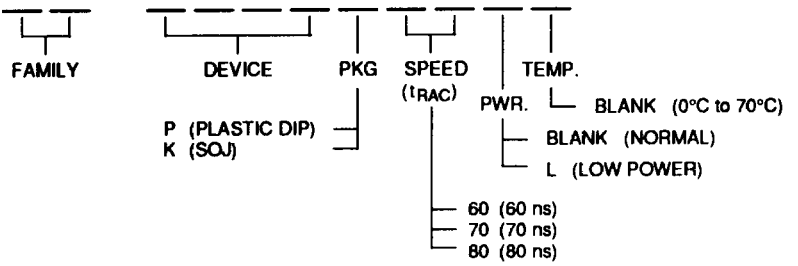 FAMILY DEVICE PKG SPEED TEMP.
(tRAC)
PWR.
BLANK (0°C to 70°C)
P (PLASTIC DIP)
K (SOJ)
BLANK (NORMAL)
L (LOW POWER)
60 (60 ns)
70 (70 ns)
80 (80 ns)